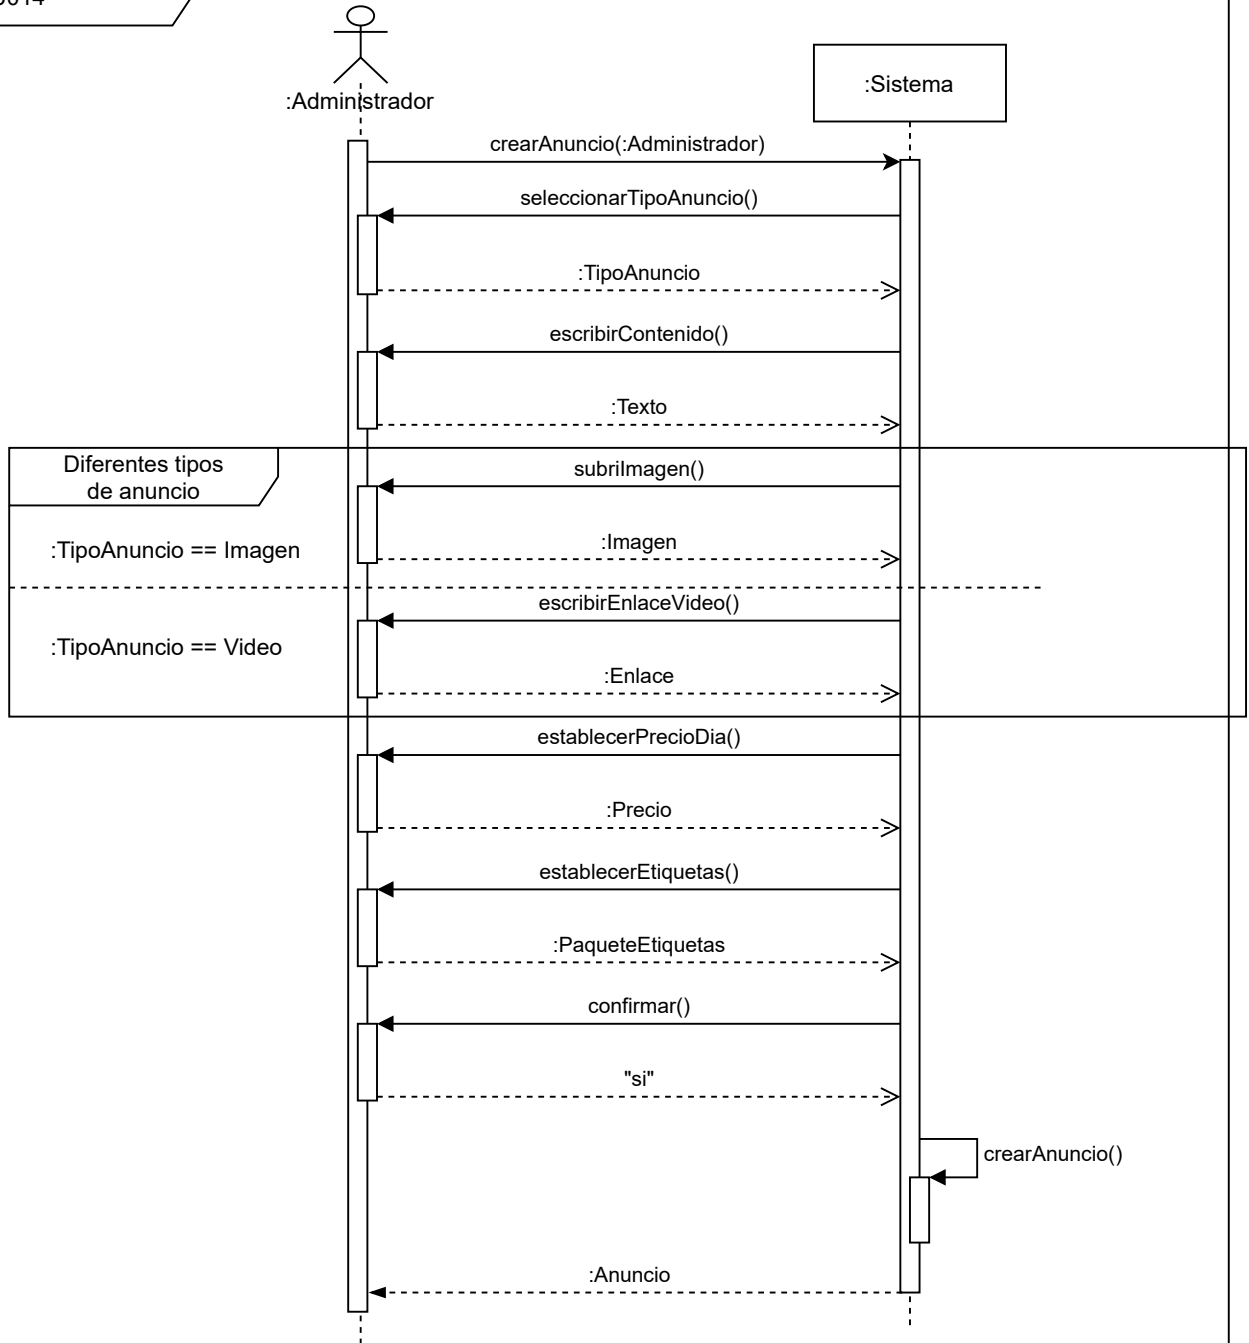 :Administrador
:Sistema
crearAnuncio(:Administrador)
seleccionarTipoAnuncio()
:TipoAnuncio
escribirContenido()
:Texto
Diferentes tipos
de anuncio
subriImagen()
:TipoAnuncio == Imagen
:Imagen
escribirEnlaceVideo()
:TipoAnuncio == Video
:Enlace
establecerPrecioDia()
:Precio
establecerEtiquetas()
:PaqueteEtiquetas
confirmar()
"si"
crearAnuncio()
:Anuncio